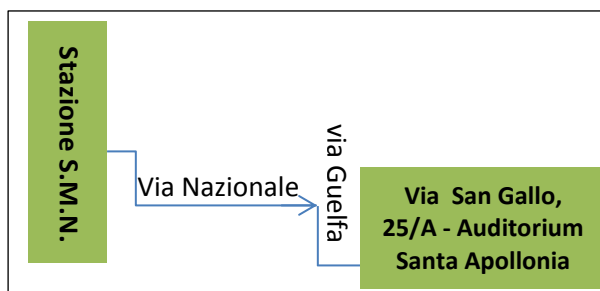 Stazione S.M.N.
Via Nazionale
via Guelfa
Via San Gallo,
25/A - Auditorium
Santa Apollonia